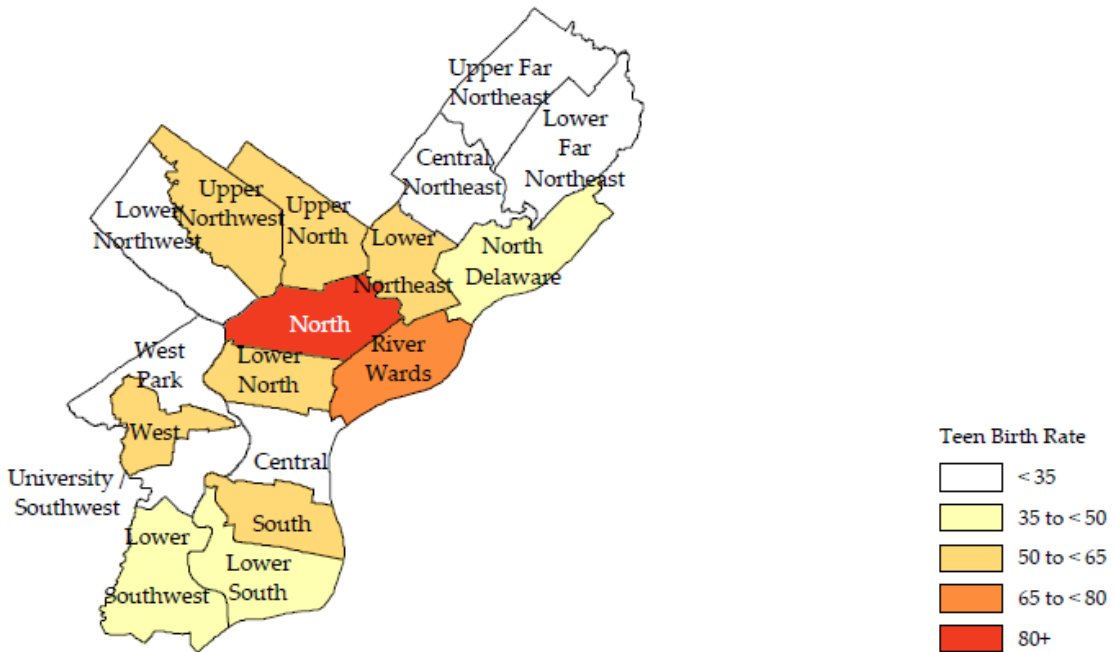 Upper Far
Northeast
Lower
Far
Northeast
Central
Northeast
Upper
Northwest
Upper
North
Lower
Northwest
Lower
Northeast
North
Delaware
North
River
Wards
Lower
North
West
Park
West
University
Southwest
Central
South
Lower
Southwest
Lower
South
Teen Birth Rate
< 35
35 to < 50
50 to < 65
65 to < 80
80+